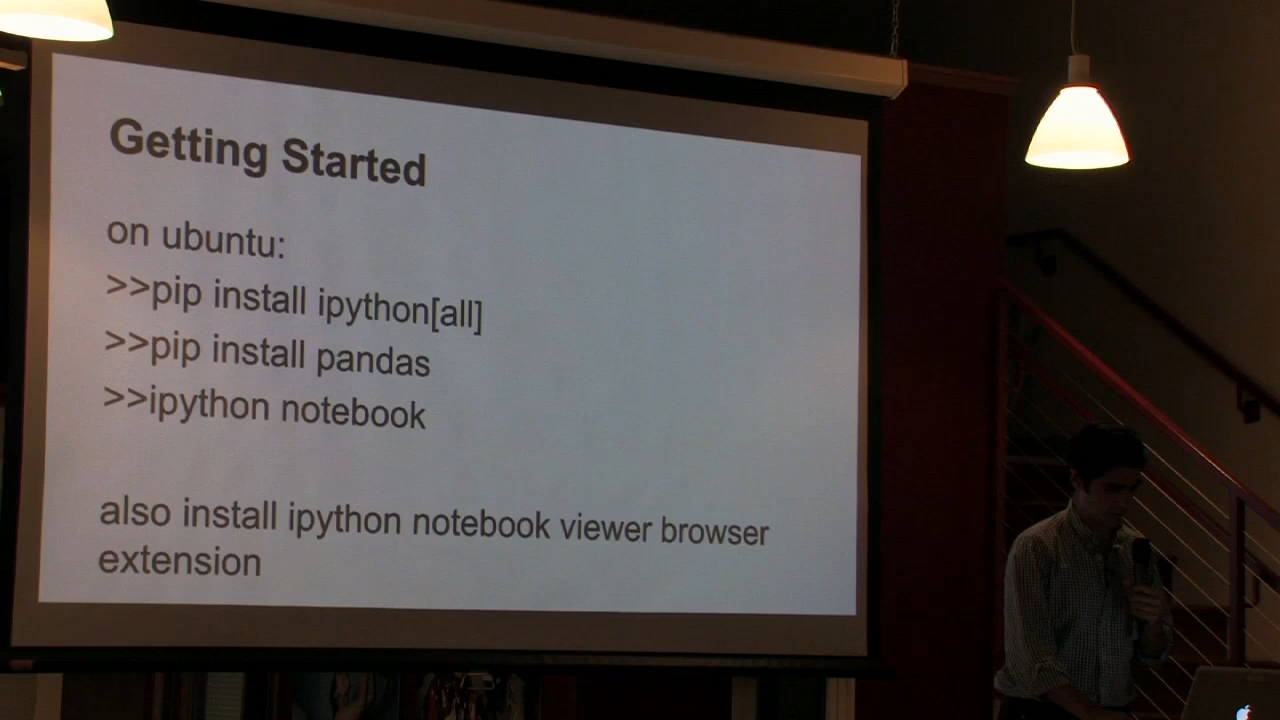 Getting Started
on ubuntu:
>>pip install ipython[all]
>>pip install pandas
>>ipython notebook
also install ipython notebook viewer browser
extension